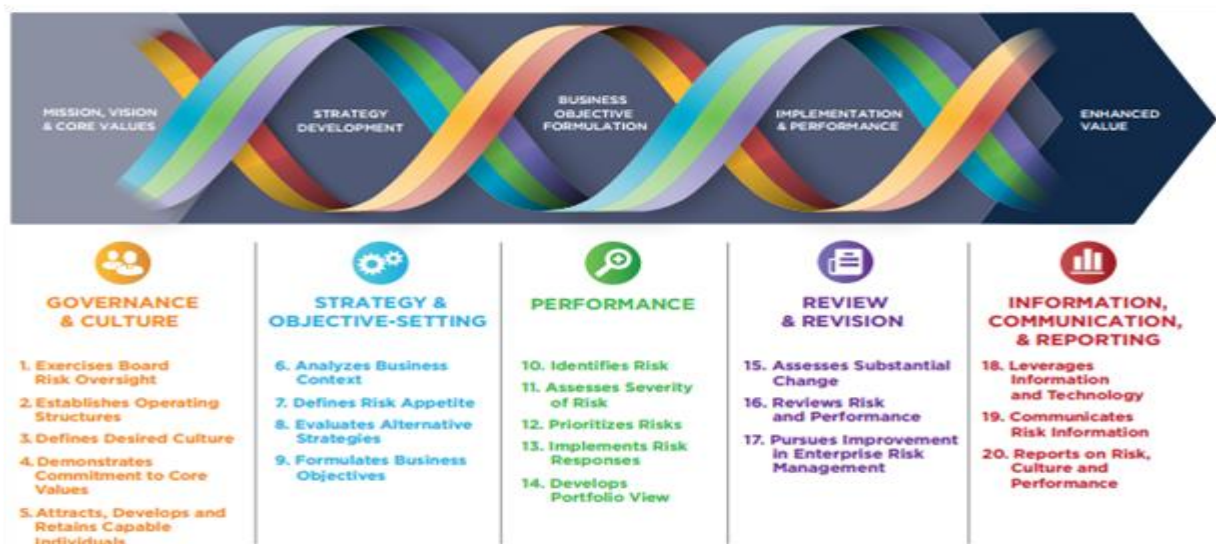 MISSION, VISION
& CORE VALUES
STRATEGY
DEVELOPMENT
BUSINESS
OBJECTIVE
FORMULATION
IMPLEMENTATION
& PERFORMANCE
ENHANCED
VALUE
GOVERNANCE
& CULTURE
1. Exercises Board
Risk Oversight
2. Establishes Operating
Structures
3. Defines Desired Culture
4. Demonstrates
Commitment to Core
Values
5. Attracts, Develops and
Retains Capable
Individuals
STRATEGY &
OBJECTIVE-SETTING
6. Analyzes Business
Context
7. Defines Risk Appetite
8. Evaluates Alternative
Strategies
9. Formulates Business
Objectives
PERFORMANCE
10. Identifies Risk
11. Assesses Severity
of Risk
12. Prioritizes Risks
13. Implements Risk
Responses
14. Develops
Portfolio View
REVIEW
& REVISION
15. Assesses Substantial
Change
16. Reviews Risk
and Performance
17. Pursues Improvement
in Enterprise Risk
Management
INFORMATION,
COMMUNICATION,
& REPORTING
18. Leverages
Information
and Technology
19. Communicates
Risk Information
20. Reports on Risk,
Culture and
Performance